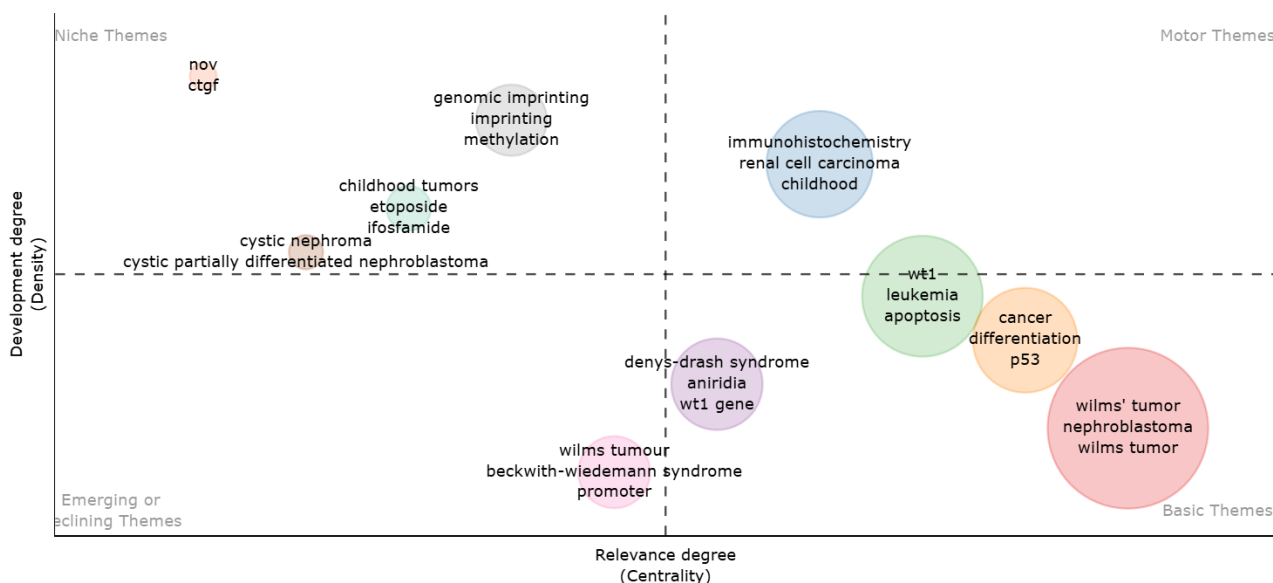 Niche Themes
Motor Themes
nov
ctgf
genomic imprinting
imprinting
methylation
immunohistochemistry
renal cell carcinoma
childhood
childhood tumors
etoposide
ifosfamide
cystic nephroma
cystic partially differentiated nephroblastoma
Development degree
(Density)
wt1
leukemia
apoptosis
cancer
differentiation
p53
denys-drash syndrome
aniridia
wt1 gene
wilms' tumor
nephroblastoma
wilms tumor
wilms tumour
beckwith-wiedemann syndrome
promoter
Emerging or
eclining Themes
Basic Themes
Relevance degree
(Centrality)